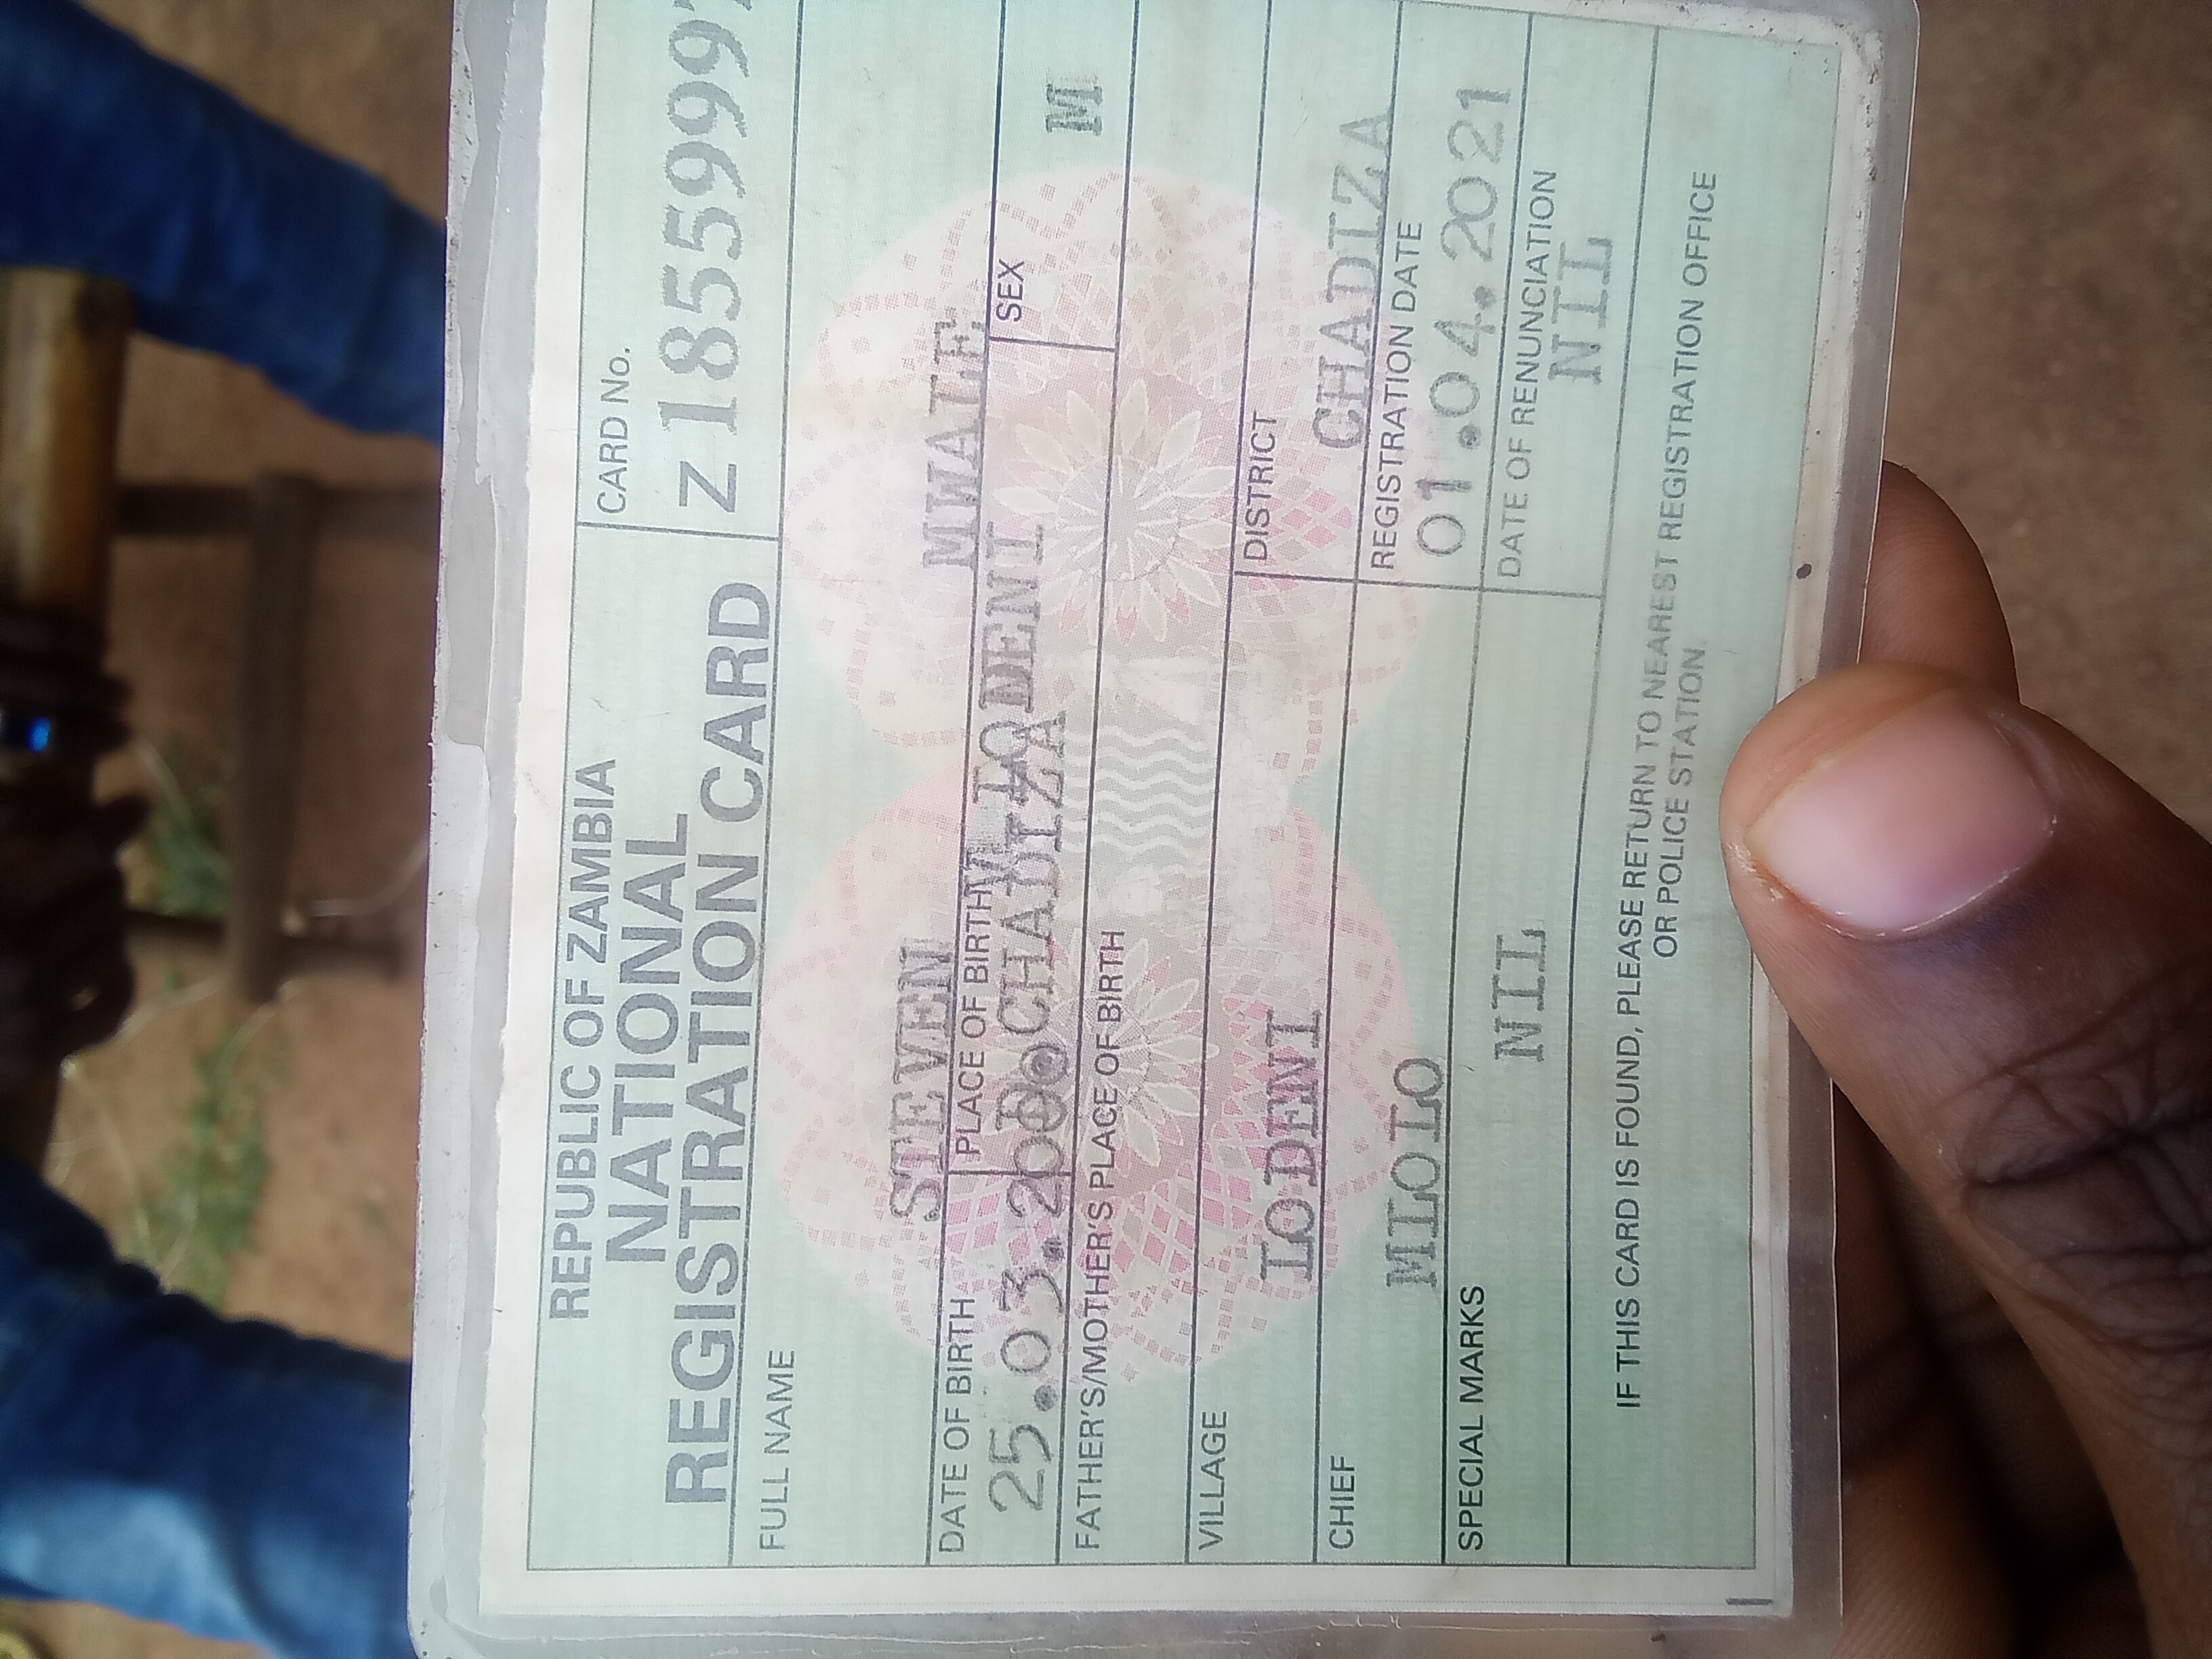 REPUBLIC OF ZAMBIA
NATIONAL
REGISTRATION CARD
CARD No.
Z 1855997
FULL NAME
STEVEN MWALE
DATE OF BIRTH
25.03.200
PLACE OF BIRTH
V. LODENI
D. CHADIZA
SEX
M
FATHER'S/MOTHER'S PLACE OF BIRTH
VILLAGE
LODENI
DISTRICT
CHADIZA
CHIEF
MLOLO
REGISTRATION DATE
01.04.2021
SPECIAL MARKS
NIL
DATE OF RENUNCIATION
NIL
IF THIS CARD IS FOUND, PLEASE RETURN TO NEAREST REGISTRATION OFFICE
OR POLICE STATION.